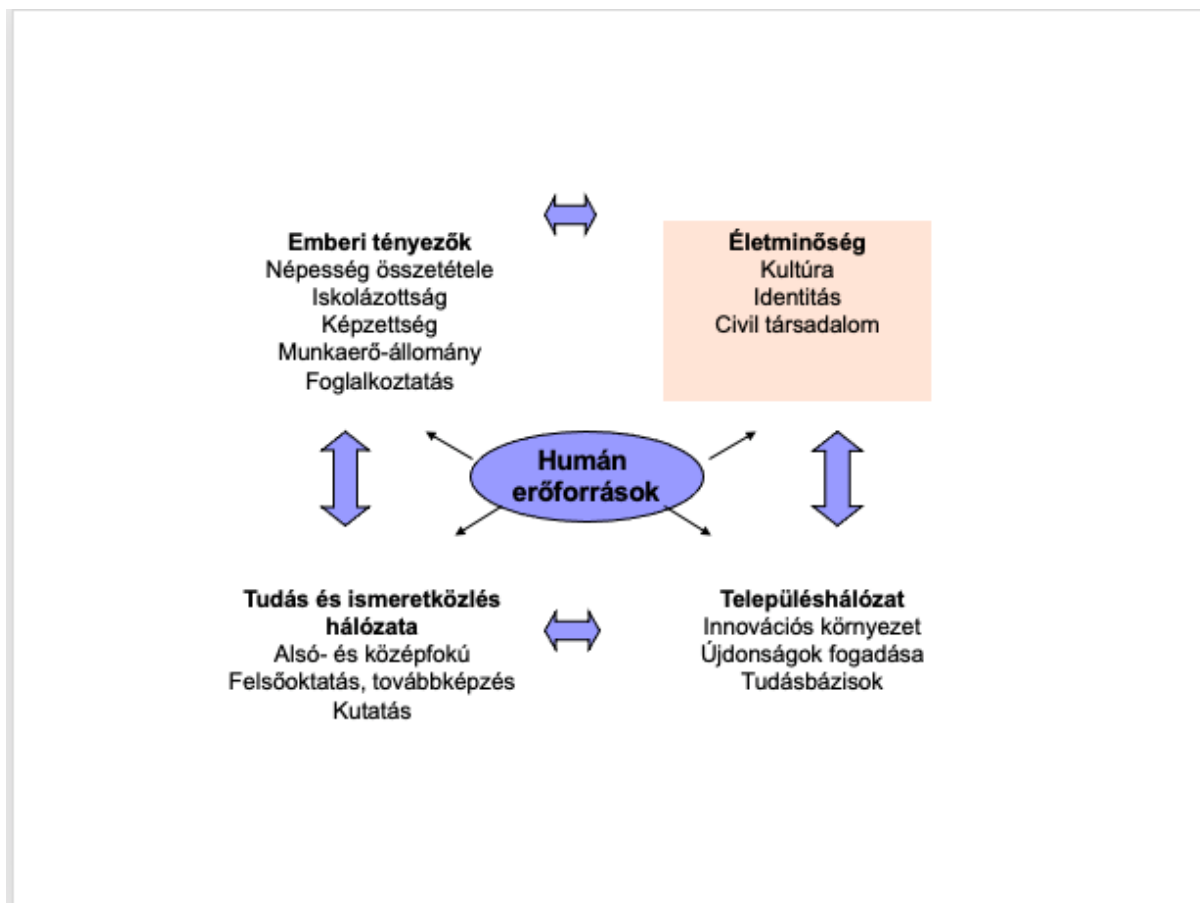 Emberi tényezők
Népesség összetétele
Iskolázottság
Képzettség
Munkaerő-állomány
Foglalkoztatás
Életminőség
Kultúra
Identitás
Civil társadalom
Humán
erőforrások
Tudás és ismeretközlés
hálózata
Alsó- és középfokú
Felsőoktatás, továbbképzés
Kutatás
Településhálózat
Innovációs környezet
Újdonságok fogadása
Tudásbázisok